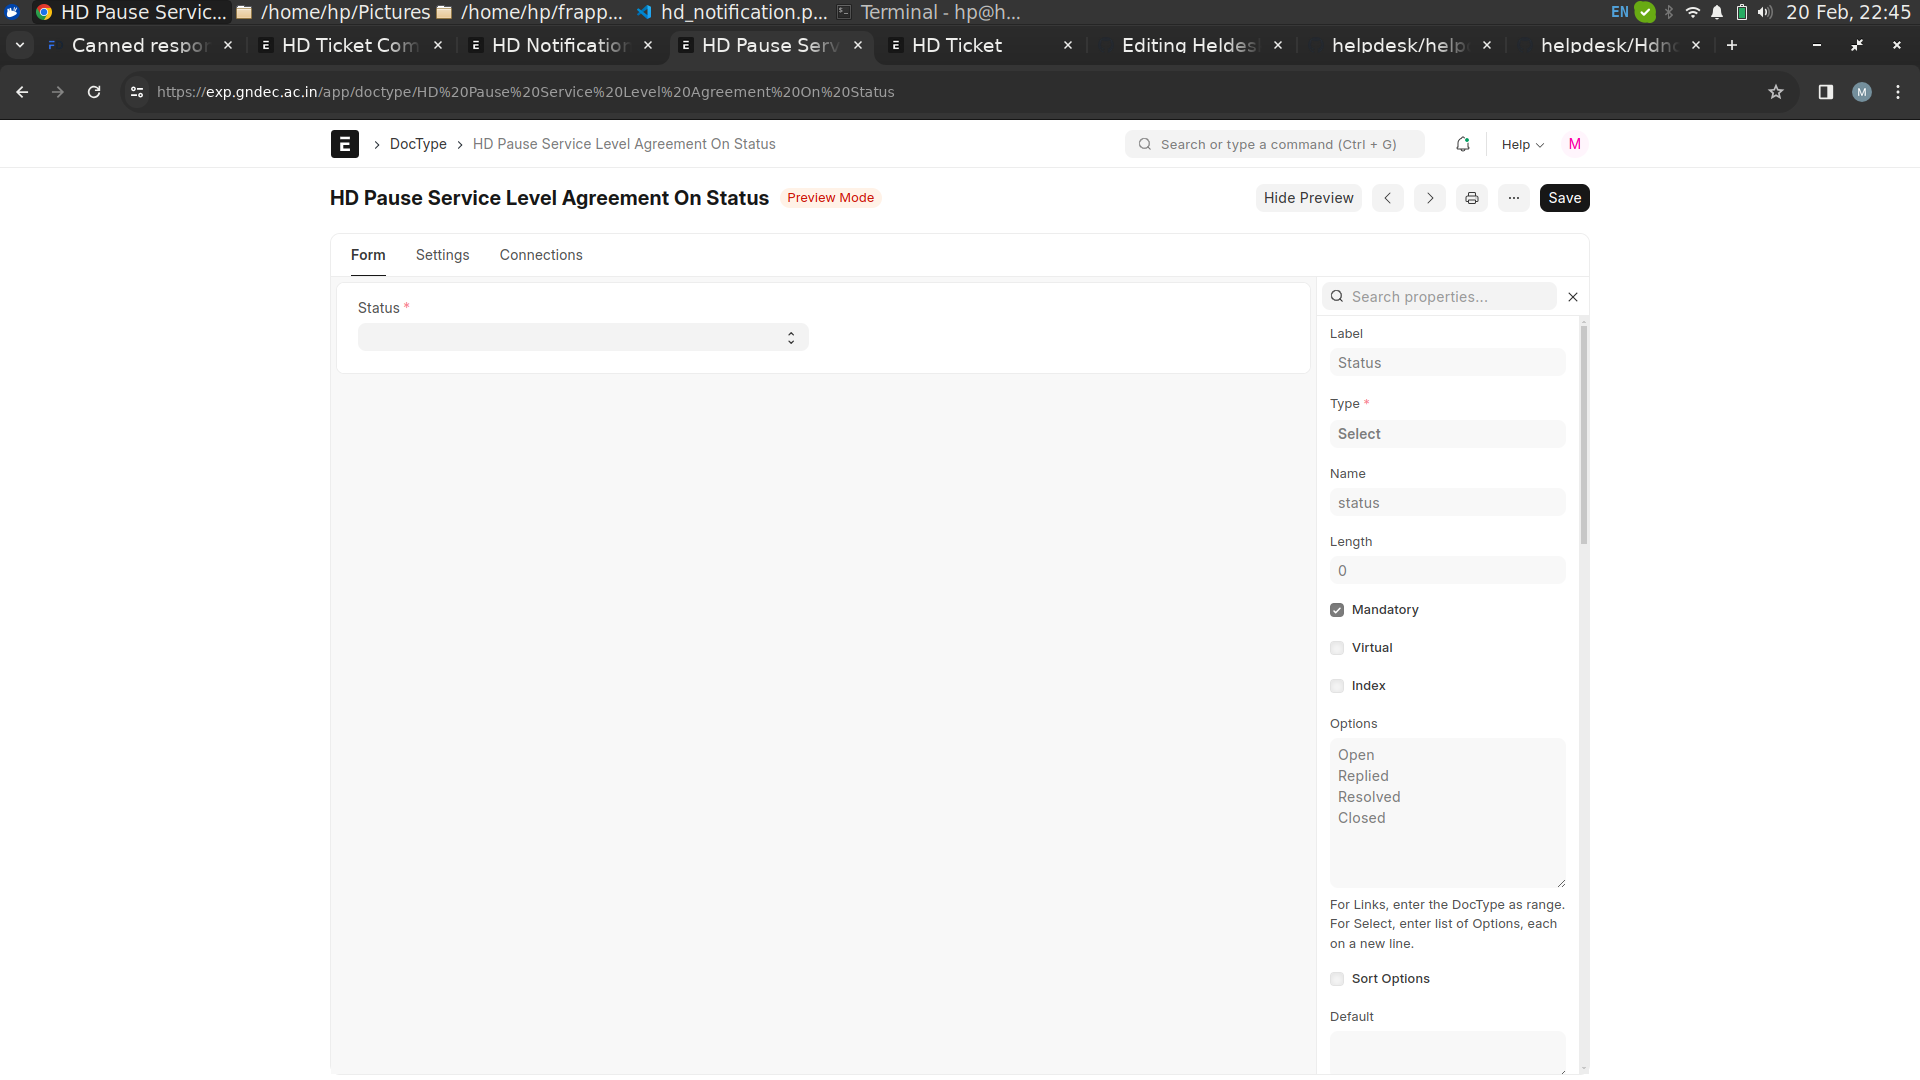 HD Pause Servic... /home/hp/Pictures /home/hp/frapp... hd_notification.p... Terminal - hp@h... EN 20 Feb, 22:45
Canned respor HD Ticket Com HD Notification HD Pause Serv HD Ticket Editing Heldes helpdesk/help helpdesk/Hdno
https://exp.gndec.ac.in/app/doctype/HD%20Pause%20Service%20Level%20Agreement%20On%20Status M
E DocType HD Pause Service Level Agreement On Status Search or type a command (Ctrl + G) Help M
HD Pause Service Level Agreement On Status Preview Mode Hide Preview ... Save
Form Settings Connections
Status *
Search properties...
Label
Status
Type *
Select
Name
status
Length
0
Mandatory
Virtual
Index
Options
Open
Replied
Resolved
Closed
For Links, enter the DocType as range.
For Select, enter list of Options, each
on a new line.
Sort Options
Default